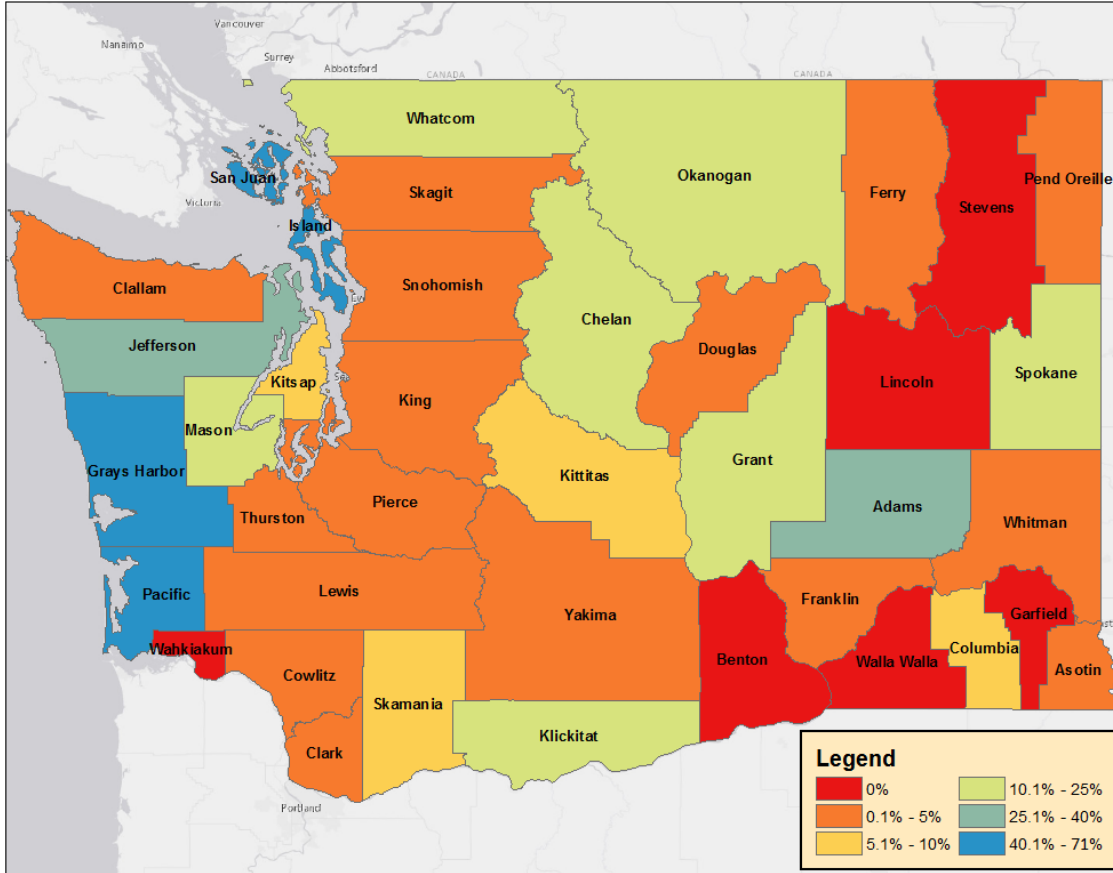 Vancouver
Nanaimo
Surrey
Abbotsford
CANADA
CANADA
Whatcom
San Juan
Okanogan
Skagit
Ferry
Pend Oreille
Victoria
Stevens
Island
Clallam
Snohomish
Chelan
Jefferson
Douglas
Kitsap
Lincoln
Spokane
King
Mason
Grant
Grays Harbor
Kittitas
Pierce
Adams
Thurston
Whitman
Pacific
Lewis
Yakima
Franklin
Garfield
Wahkiakum
Columbia
Benton
Walla Walla
Cowlitz
Asotin
Skamania
Klickitat
Clark
Portland
Legend
0%
10.1% - 25%
0.1% - 5%
25.1% - 40%
5.1% - 10%
40.1% - 71%